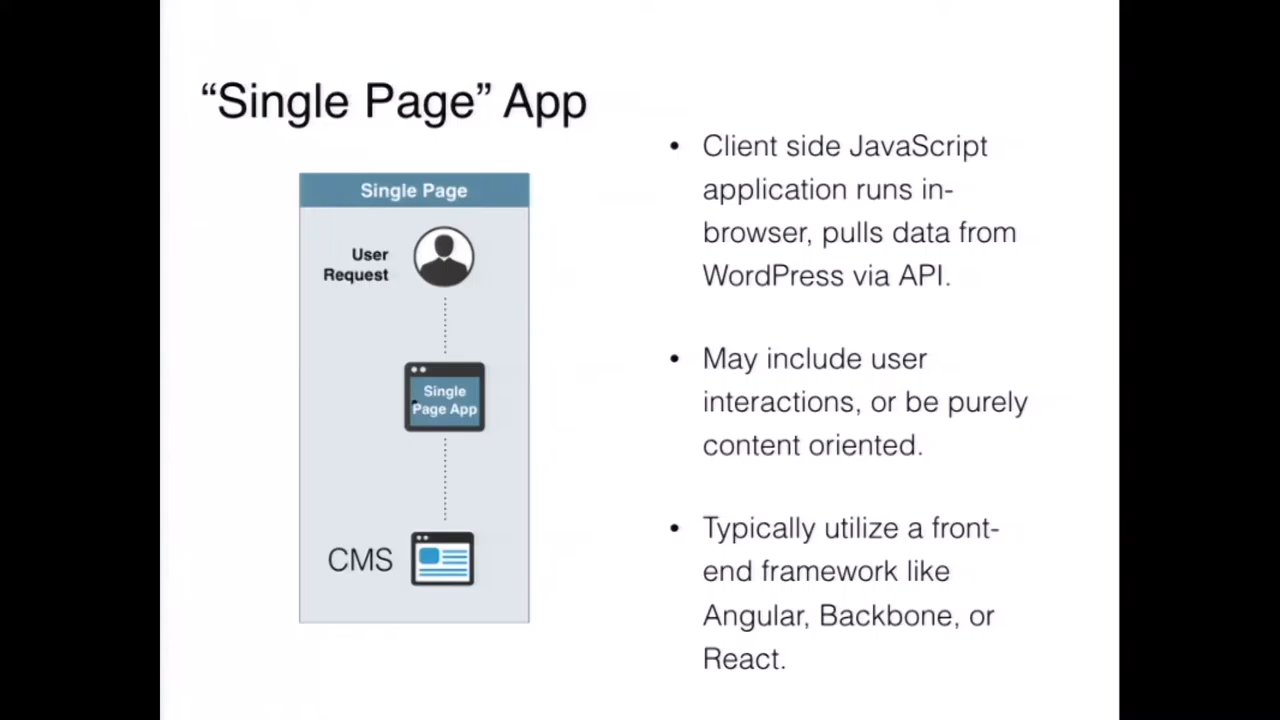 “Single Page” App
Single Page
User
Request
Single
Page App
CMS
• Client side JavaScript
application runs in-
browser, pulls data from
WordPress via API.
• May include user
interactions, or be purely
content oriented.
• Typically utilize a front-
end framework like
Angular, Backbone, or
React.